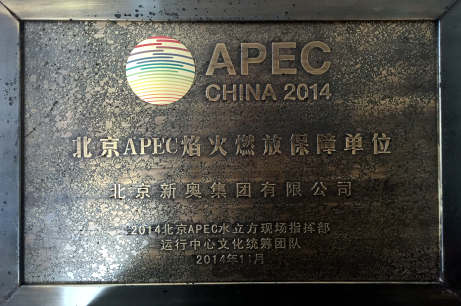 APEC
CHINA 2014
北京APEC焰火燃放保障单位
北京新奥集团有限公司
2014北京APEC水立方现场指挥部
运行中心文化统筹团队
2014年11月